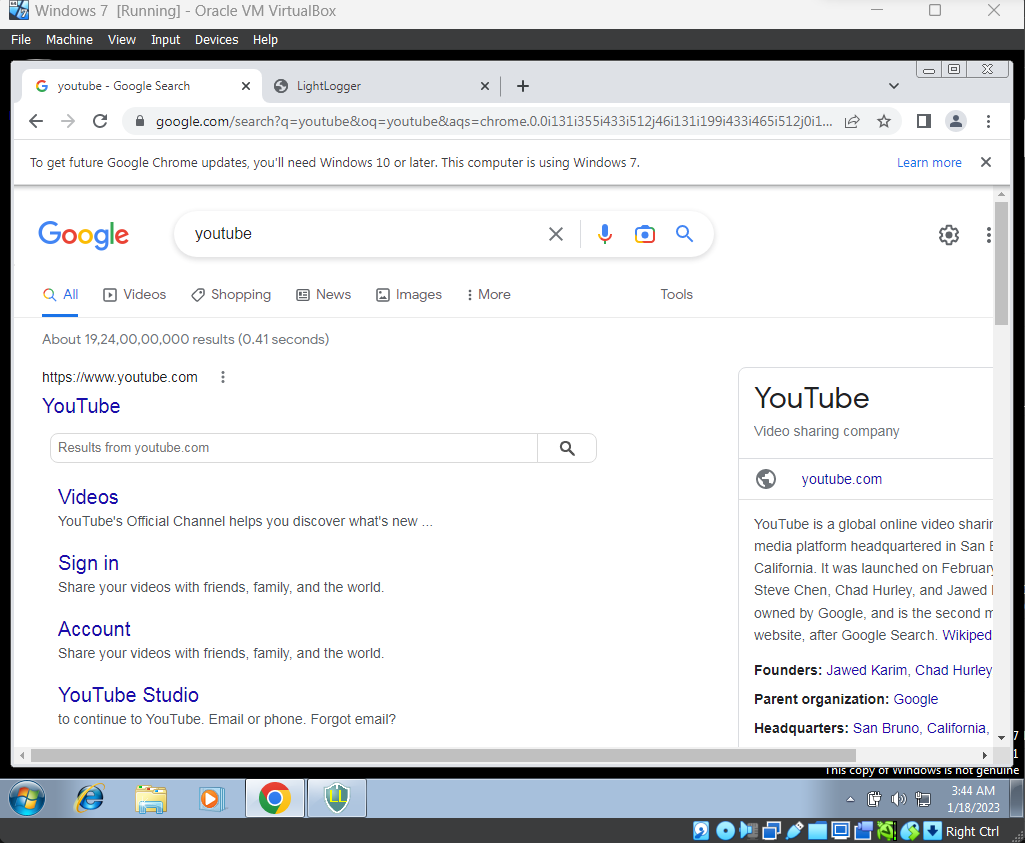 Windows 7 [Running] - Oracle VM VirtualBox
File Machine View Input Devices Help
youtube - Google Search
LightLogger
google.com/search?q=youtube&oq=youtube&aqs=chrome.0.0i131i355i433i512j46i131i199i433i465i512j0i1...
To get future Google Chrome updates, you'll need Windows 10 or later. This computer is using Windows 7.
Learn more
Google
youtube
All Videos Shopping News Images More Tools
About 19,24,00,00,000 results (0.41 seconds)
https://www.youtube.com
YouTube
Results from youtube.com
Videos
YouTube's Official Channel helps you discover what's new ...
Sign in
Share your videos with friends, family, and the world.
Account
Share your videos with friends, family, and the world.
YouTube Studio
to continue to YouTube. Email or phone. Forgot email?
YouTube
Video sharing company
youtube.com
YouTube is a global online video sharin
media platform headquartered in San
California. It was launched on February
Steve Chen, Chad Hurley, and Jawed
owned by Google, and is the second m
website, after Google Search. Wikiped
Founders: Jawed Karim, Chad Hurley
Parent organization: Google
Headquarters: San Bruno, California,
7
1
This copy of Windows is not genuine
3:44 AM
1/18/2023
Right Ctrl